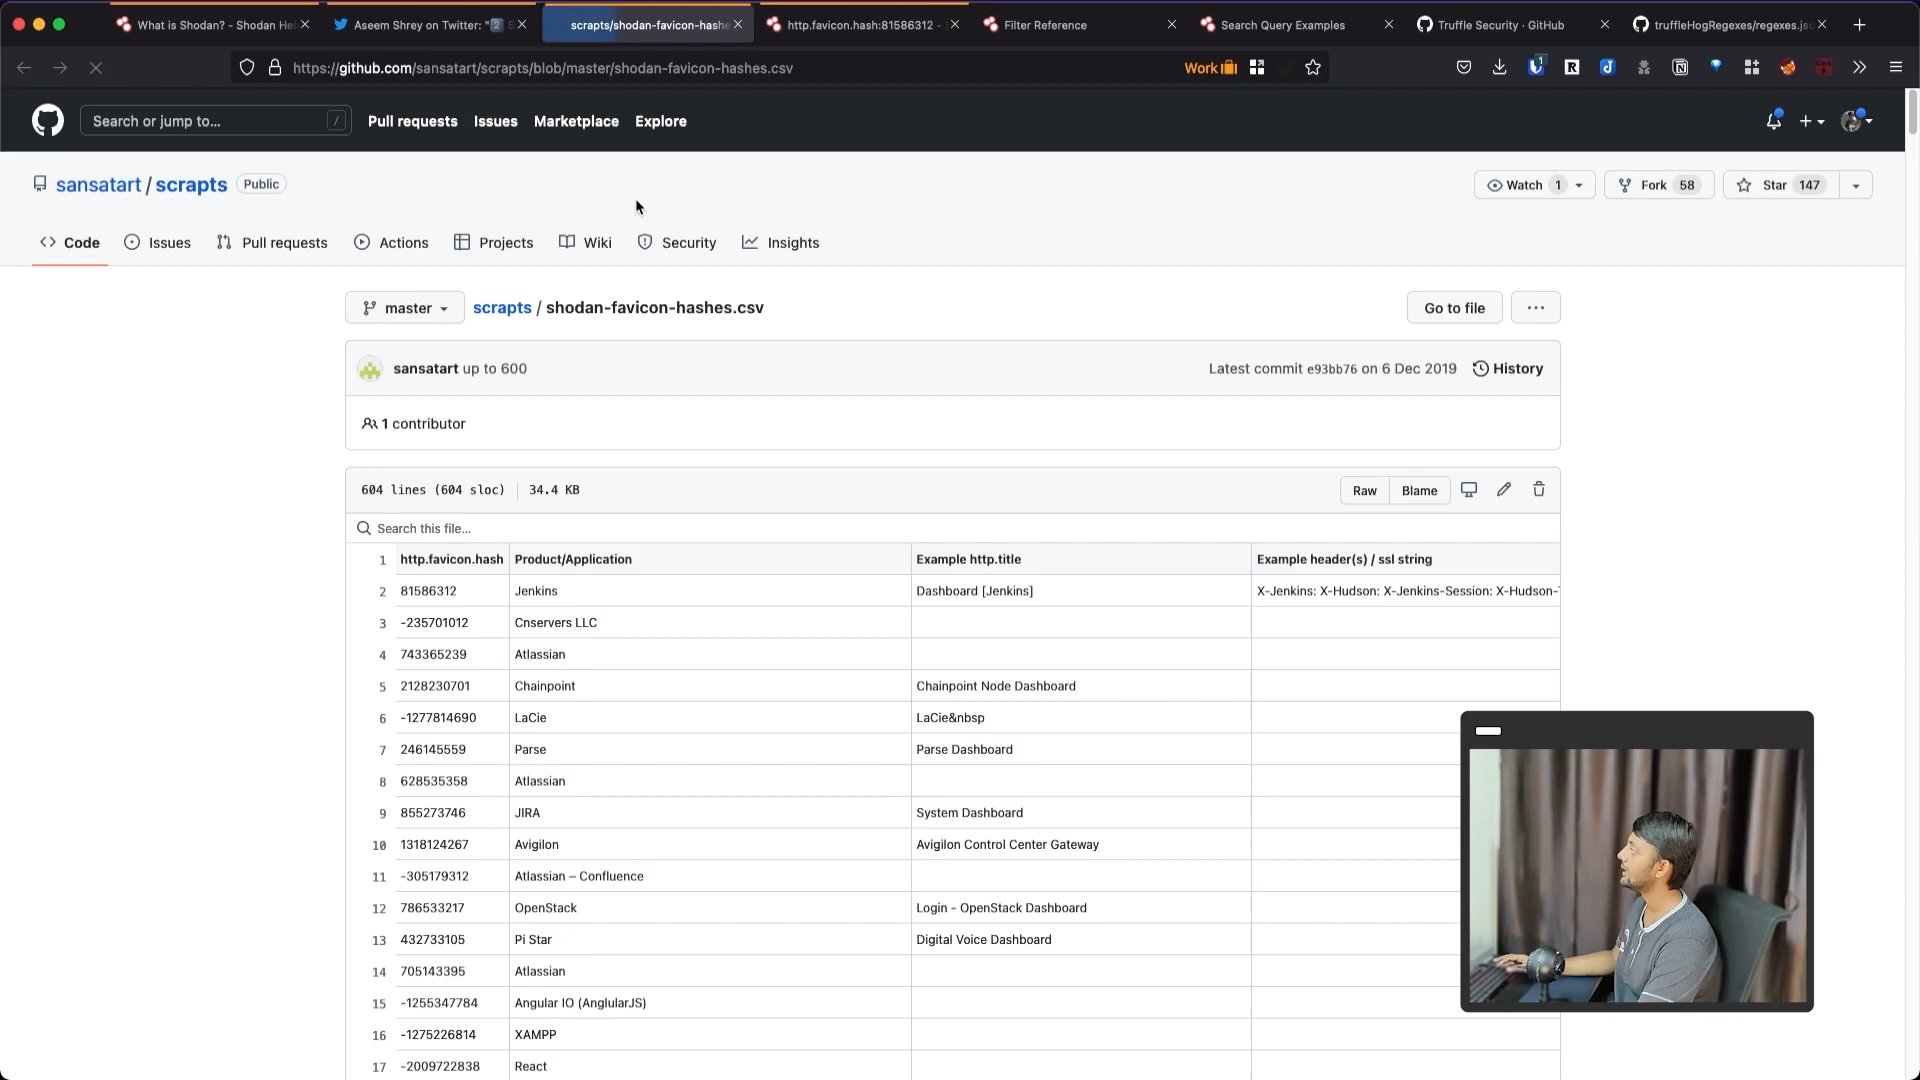 What is Shodan? - Shodan Hel
Aseem Shrey on Twitter: "2 S
scrapts/shodan-favicon-hashe
http.favicon.hash:81586312 -
Filter Reference
Search Query Examples
Truffle Security · GitHub
truffleHogRegexes/regexes.jso
https://github.com/sansatart/scrapts/blob/master/shodan-favicon-hashes.csv
Work
Search or jump to...
/
Pull requests
Issues
Marketplace
Explore
sansatart / scrapts
Public
Watch 1
Fork 58
Star 147
Code
Issues
Pull requests
Actions
Projects
Wiki
Security
Insights
master
scrapts / shodan-favicon-hashes.csv
Go to file
...
sansatart up to 600
Latest commit e93bb76 on 6 Dec 2019
History
1 contributor
604 lines (604 sloc)
34.4 KB
Raw
Blame
Search this file...
1 http.favicon.hash Product/Application Example http.title Example header(s) / ssl string
2 81586312 Jenkins Dashboard [Jenkins] X-Jenkins: X-Hudson: X-Jenkins-Session: X-Hudson-
3 -235701012 Cnservers LLC
4 743365239 Atlassian
5 2128230701 Chainpoint Chainpoint Node Dashboard
6 -1277814690 LaCie LaCie&nbsp
7 246145559 Parse Parse Dashboard
8 628535358 Atlassian
9 855273746 JIRA System Dashboard
10 1318124267 Avigilon Avigilon Control Center Gateway
11 -305179312 Atlassian – Confluence
12 786533217 OpenStack Login - OpenStack Dashboard
13 432733105 Pi Star Digital Voice Dashboard
14 705143395 Atlassian
15 -1255347784 Angular IO (AnglularJS)
16 -1275226814 XAMPP
17 -2009722838 React